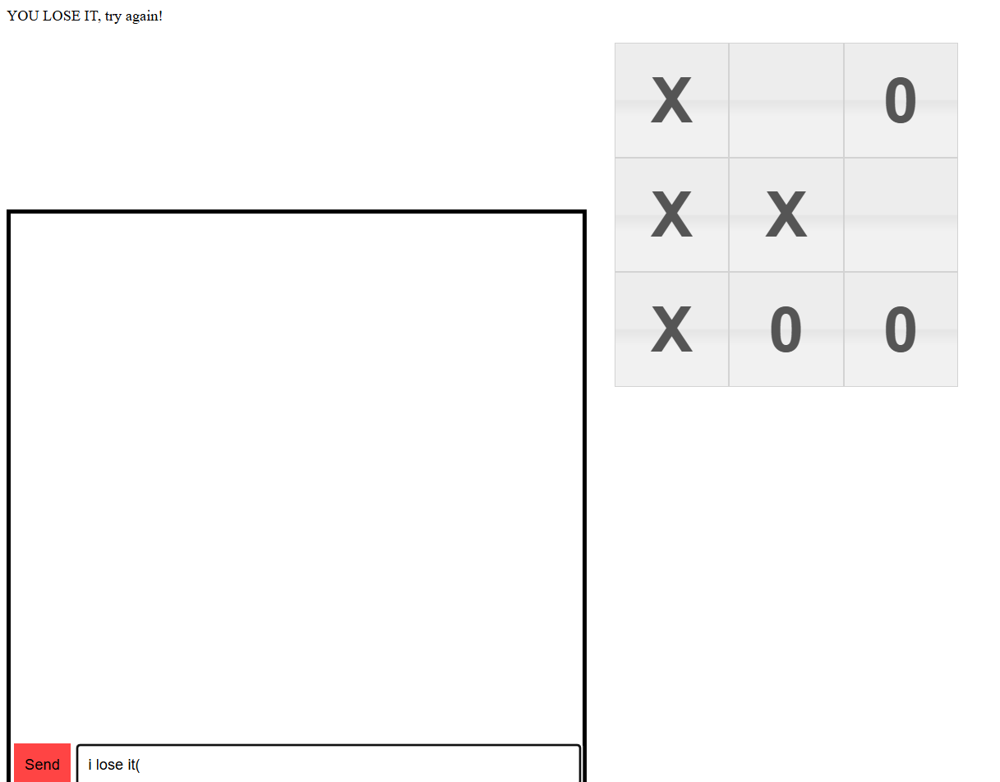 YOU LOSE IT, try again!
X 0
X X
X 0 0
Send i lose it(